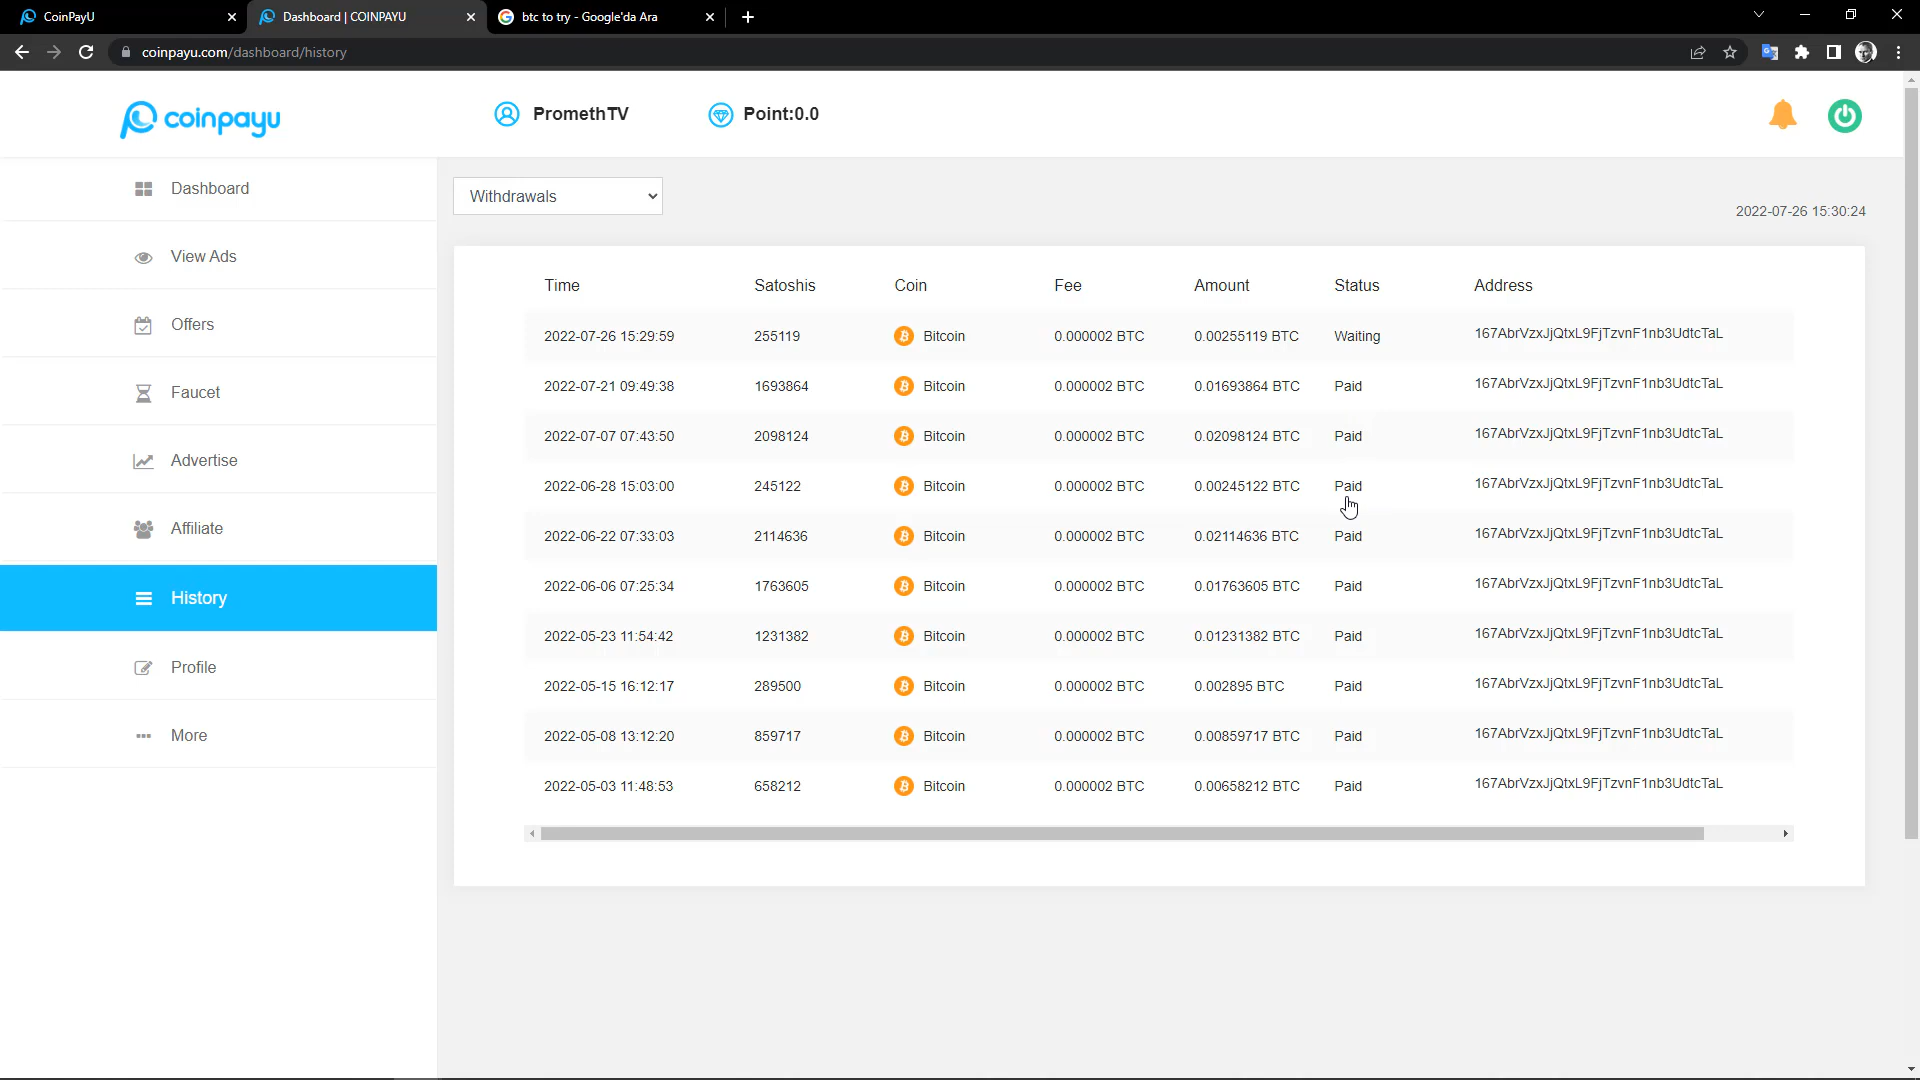 CoinPayU
Dashboard | COINPAYU
btc to try - Google'da Ara
coinpayu.com/dashboard/history
coinpayu
PromethTV
Point:0.0
Dashboard
View Ads
Offers
Faucet
Advertise
Affiliate
History
Profile
More
Withdrawals
2022-07-26 15:30:24
Time Satoshis Coin Fee Amount Status Address
2022-07-26 15:29:59 255119 Bitcoin 0.000002 BTC 0.00255119 BTC Waiting 167AbrVzxJjQtxL9FjTzvnF1nb3UdtcTaL
2022-07-21 09:49:38 1693864 Bitcoin 0.000002 BTC 0.01693864 BTC Paid 167AbrVzxJjQtxL9FjTzvnF1nb3UdtcTaL
2022-07-07 07:43:50 2098124 Bitcoin 0.000002 BTC 0.02098124 BTC Paid 167AbrVzxJjQtxL9FjTzvnF1nb3UdtcTaL
2022-06-28 15:03:00 245122 Bitcoin 0.000002 BTC 0.00245122 BTC Paid 167AbrVzxJjQtxL9FjTzvnF1nb3UdtcTaL
2022-06-22 07:33:03 2114636 Bitcoin 0.000002 BTC 0.02114636 BTC Paid 167AbrVzxJjQtxL9FjTzvnF1nb3UdtcTaL
2022-06-06 07:25:34 1763605 Bitcoin 0.000002 BTC 0.01763605 BTC Paid 167AbrVzxJjQtxL9FjTzvnF1nb3UdtcTaL
2022-05-23 11:54:42 1231382 Bitcoin 0.000002 BTC 0.01231382 BTC Paid 167AbrVzxJjQtxL9FjTzvnF1nb3UdtcTaL
2022-05-15 16:12:17 289500 Bitcoin 0.000002 BTC 0.002895 BTC Paid 167AbrVzxJjQtxL9FjTzvnF1nb3UdtcTaL
2022-05-08 13:12:20 859717 Bitcoin 0.000002 BTC 0.00859717 BTC Paid 167AbrVzxJjQtxL9FjTzvnF1nb3UdtcTaL
2022-05-03 11:48:53 658212 Bitcoin 0.000002 BTC 0.00658212 BTC Paid 167AbrVzxJjQtxL9FjTzvnF1nb3UdtcTaL